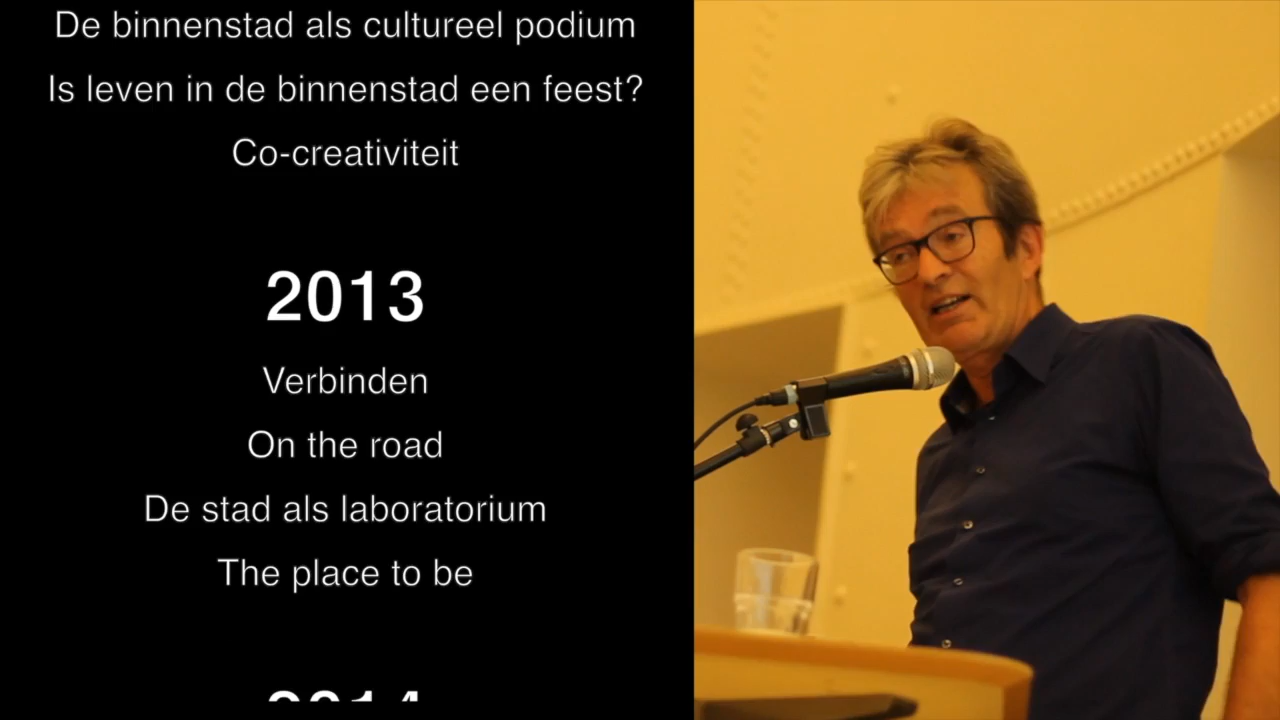 De binnenstad als cultureel podium
Is leven in de binnenstad een feest?
Co-creativiteit
2013
Verbinden
On the road
De stad als laboratorium
The place to be
2014